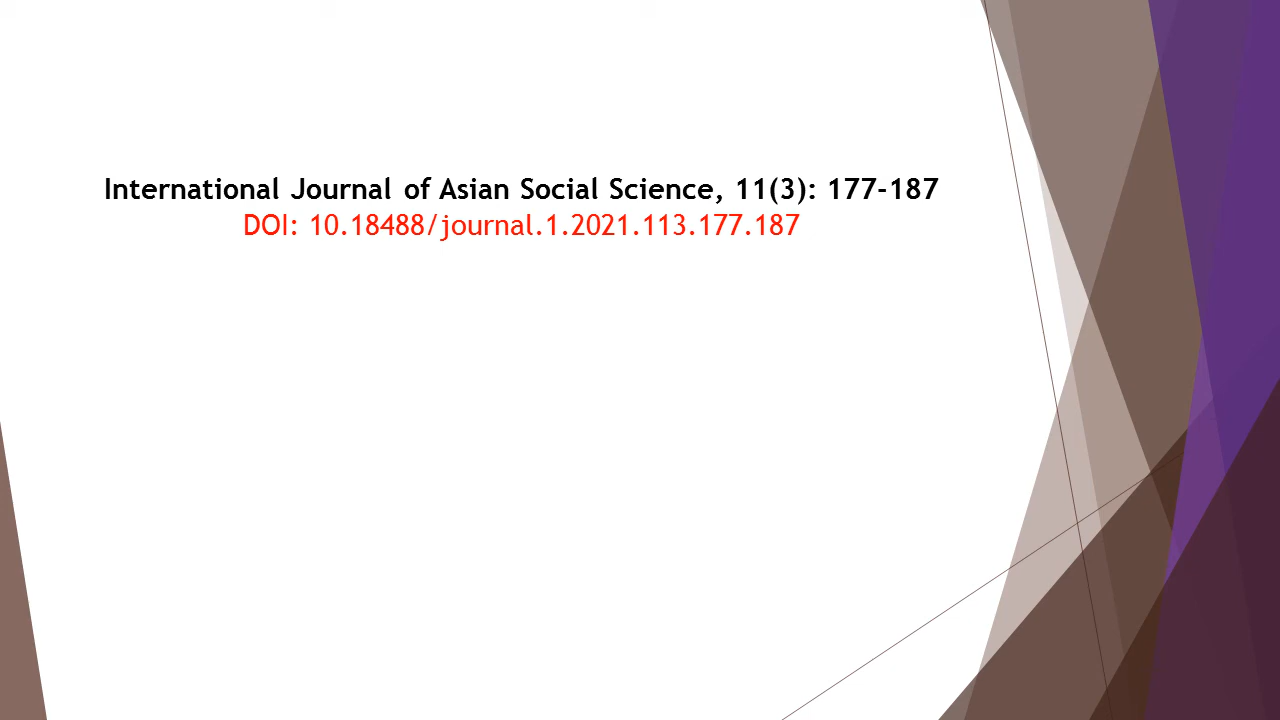 International Journal of Asian Social Science, 11(3): 177-187
DOI: 10.18488/journal.1.2021.113.177.187